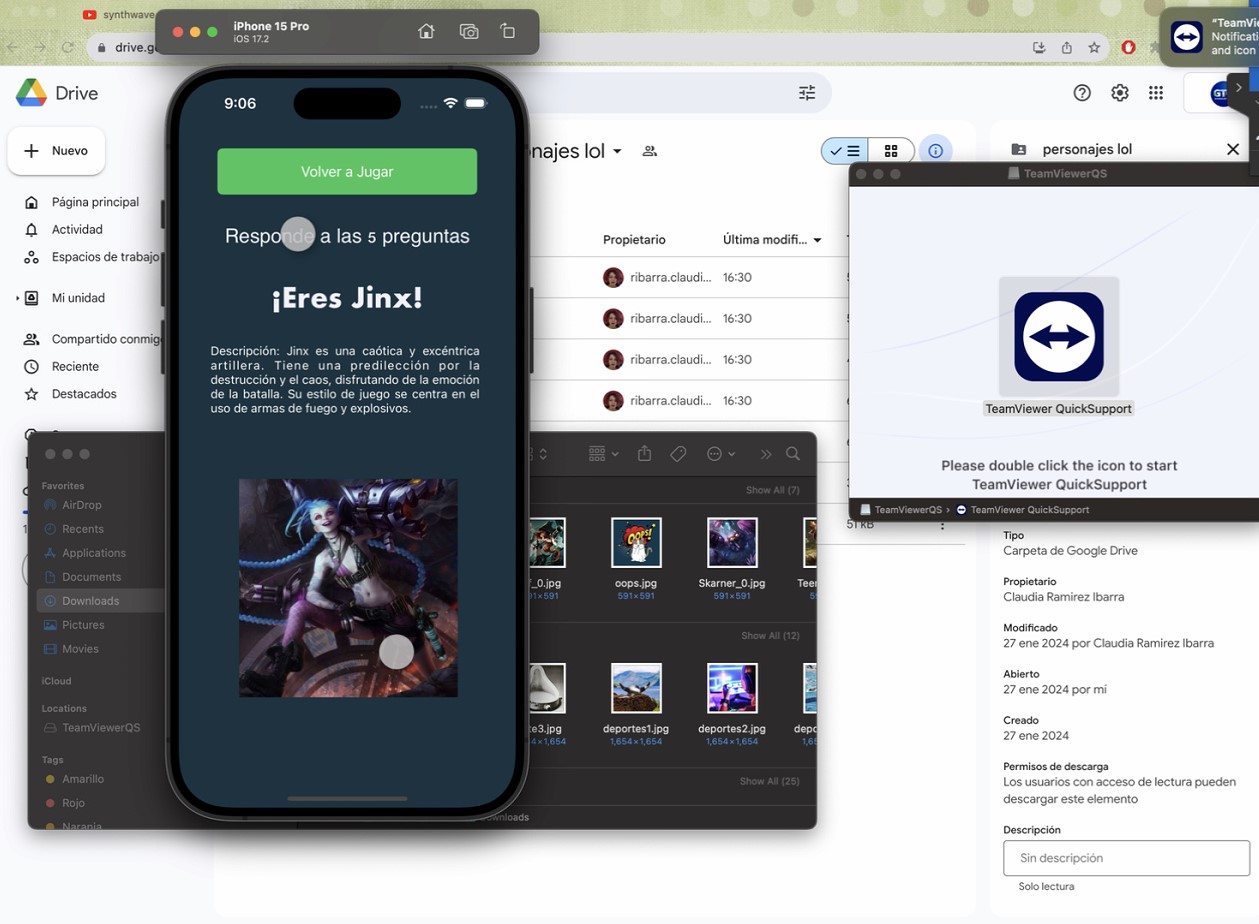 synthwave
iPhone 15 Pro
iOS 17.2
drive.go
"TeamVie
Notificati
and icon
Drive
Nuevo
Página principal
Actividad
Espacios de trabajo
Mi unidad
Compartido conmig
Reciente
Destacados
9:06
Volver a Jugar
Responde a las 5 preguntas
¡Eres Jinx!
Descripción: Jinx es una caótica y excéntrica
artillera. Tiene una predilección por la
destrucción y el caos, disfrutando de la emoción
de la batalla. Su estilo de juego se centra en el
uso de armas de fuego y explosivos.
najes lol
Propietario
Última modifi...
ribarra.claudi...
16:30
ribarra.claudi...
16:30
ribarra.claudi...
16:30
ribarra.claudi...
16:30
51 KB
personajes lol
TeamViewerQS
TeamViewer QuickSupport
Please double click the icon to start
TeamViewer QuickSupport
TeamViewerQS
TeamViewer QuickSupport
Favorites
AirDrop
Recents
Applications
Documents
Downloads
Pictures
Movies
iCloud
Locations
TeamViewerQS
Tags
Amarillo
Rojo
Naranja
Show All (7)
f_0.jpg
oops.jpg
OOPS!
Skarner_0.jpg
Teen
591×591
591×591
Show All (12)
te3.jpg
deportes1.jpg
deportes2.jpg
depo
1,654×1,654
1,654×1,654
Show All (25)
Downloads
Tipo
Carpeta de Google Drive
Propietario
Claudia Ramirez Ibarra
Modificado
27 ene 2024 por Claudia Ramirez Ibarra
Abierto
27 ene 2024 por mí
Creado
27 ene 2024
Permisos de descarga
Los usuarios con acceso de lectura pueden
descargar este elemento
Descripción
Sin descripción
Solo lectura